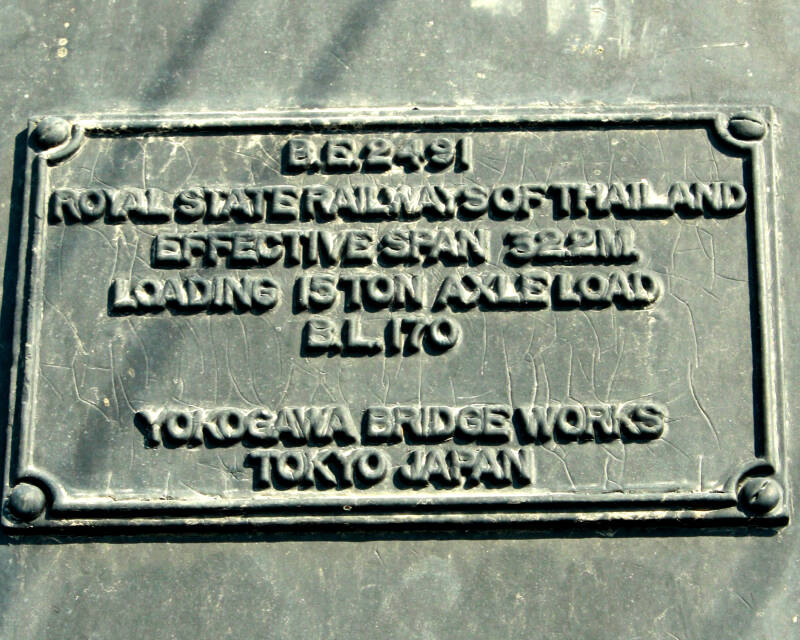 B.E.2491
ROYAL STATE RAILWAYS OF THAILAND
EFFECTIVE SPAN 32.2M.
LOADING 15 TON AXLE LOAD
B.L.170
YOKOGAWA BRIDGE WORKS
TOKYO JAPAN